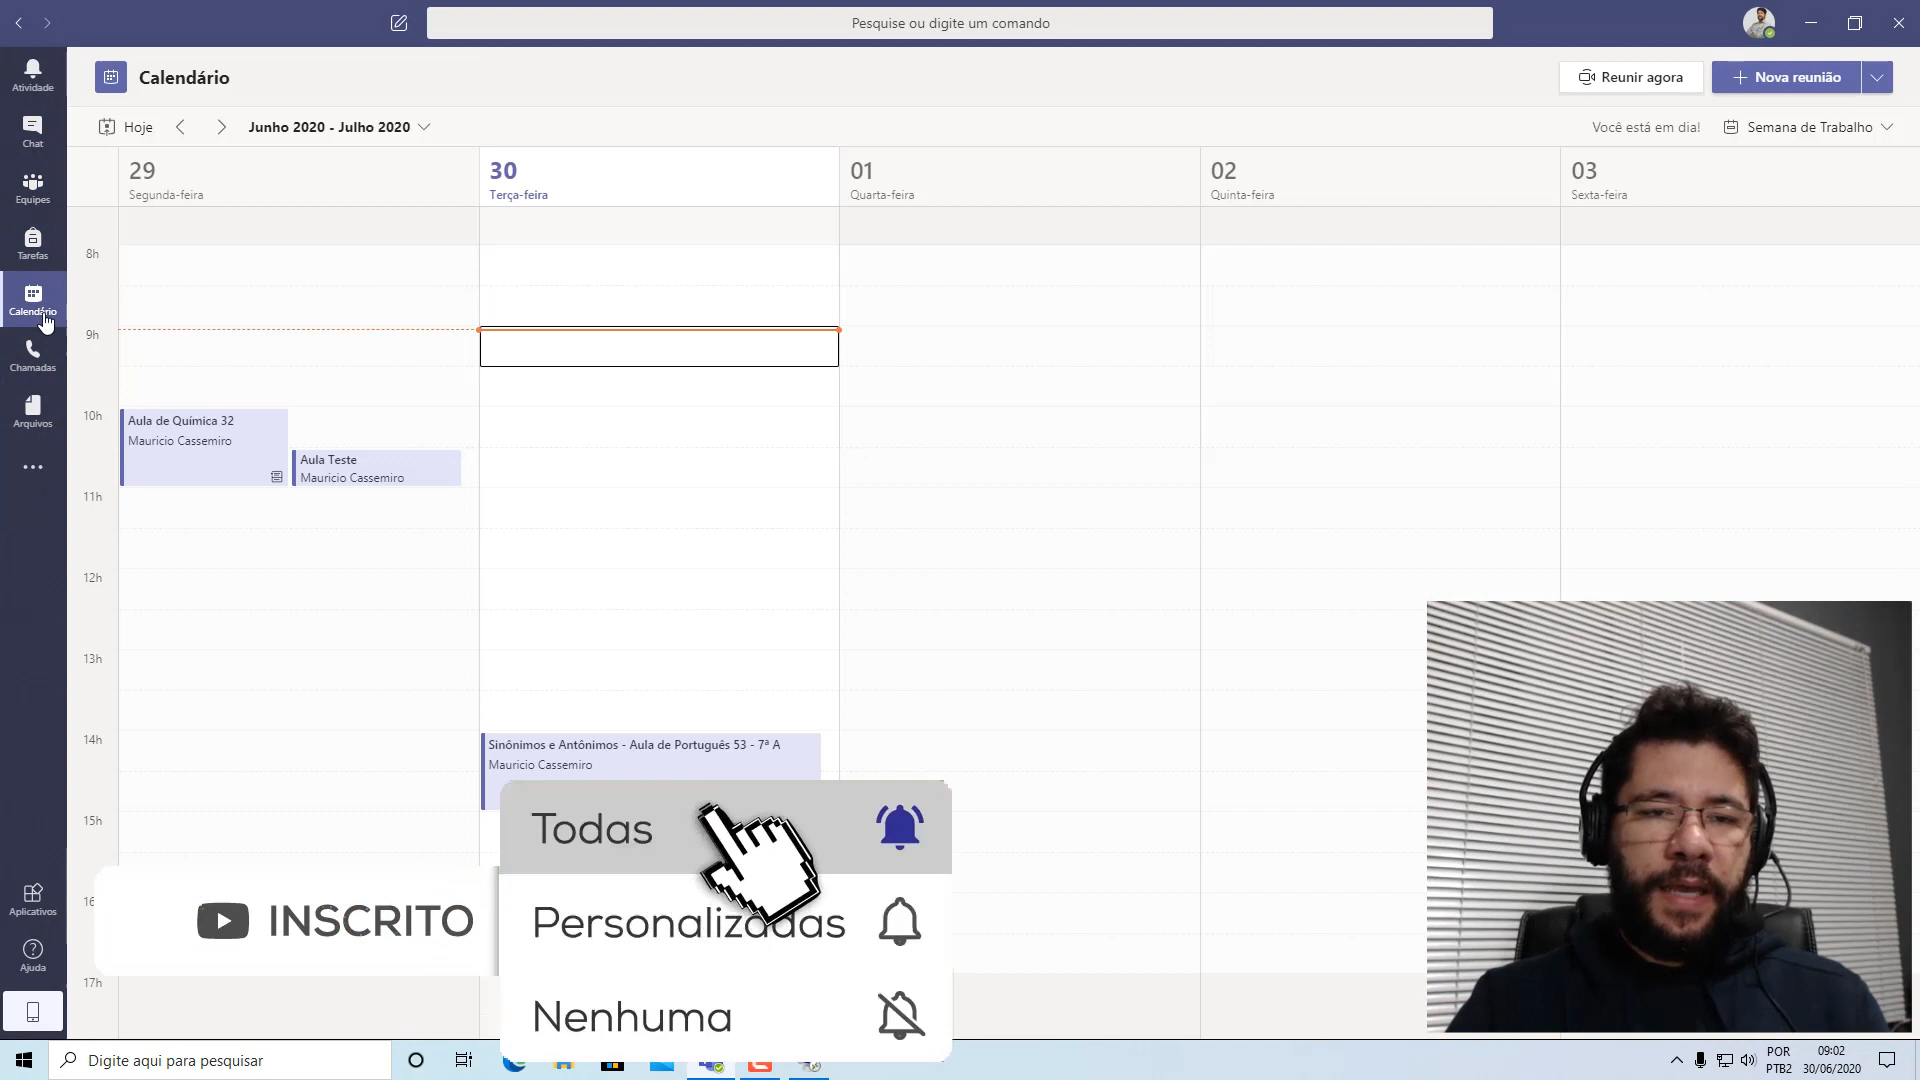 Pesquise ou digite um comando
Atividade
Chat
Equipes
Tarefas
Calendário
Chamadas
Arquivos
Aplicativos
Ajuda
Calendário
Reunir agora
Nova reunião
Hoje
Junho 2020 - Julho 2020
Você está em dia!
Semana de Trabalho
29
Segunda-feira
30
Terça-feira
01
Quarta-feira
02
Quinta-feira
03
Sexta-feira
8h
9h
10h
11h
12h
13h
14h
15h
16
17h
Aula de Química 32
Mauricio Cassemiro
Aula Teste
Mauricio Cassemiro
Sinônimos e Antônimos - Aula de Português 53 - 7ª A
Mauricio Cassemiro
INSCRITO
Todas
Personalizadas
Nenhuma
Digite aqui para pesquisar
POR
PTB2
09:02
30/06/2020